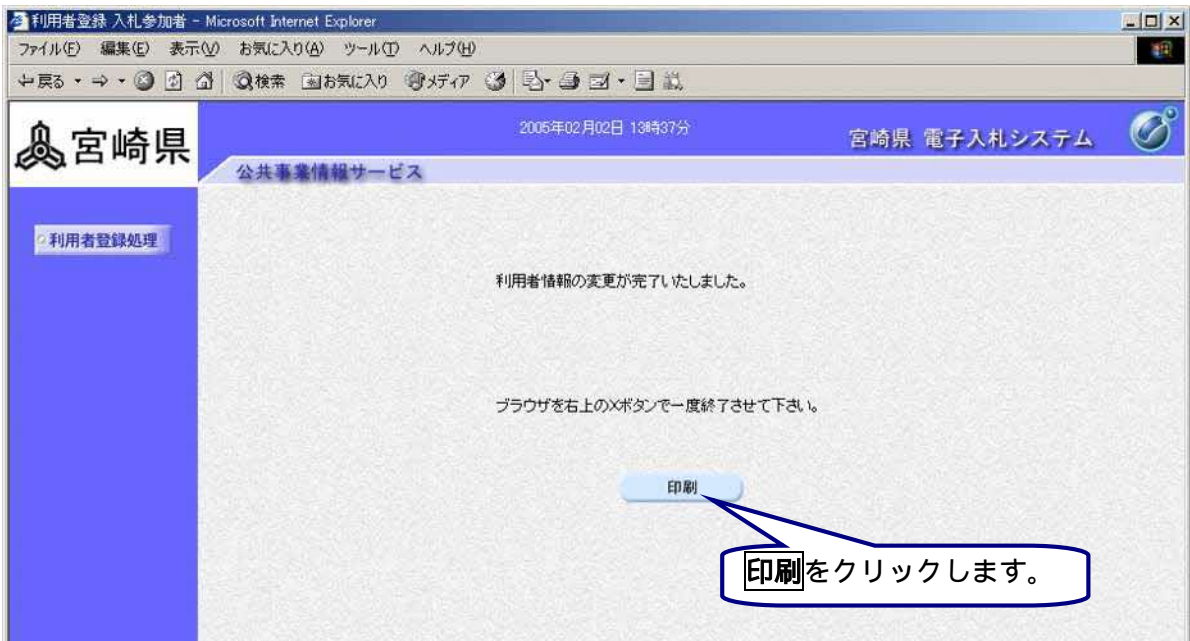 利用者登録 入札参加者 - Microsoft Internet Explorer
ファイル(F) 編集(E) 表示(V) お気に入り(A) ツール(T) ヘルプ(H)
戻る 検索 お気に入り メディア
宮崎県
2005年02月02日 13時37分
宮崎県 電子入札システム
公共事業情報サービス
利用者登録処理
利用者情報の変更が完了いたしました。
ブラウザを右上の×ボタンで一度終了させて下さい。
印刷
印刷をクリックします。